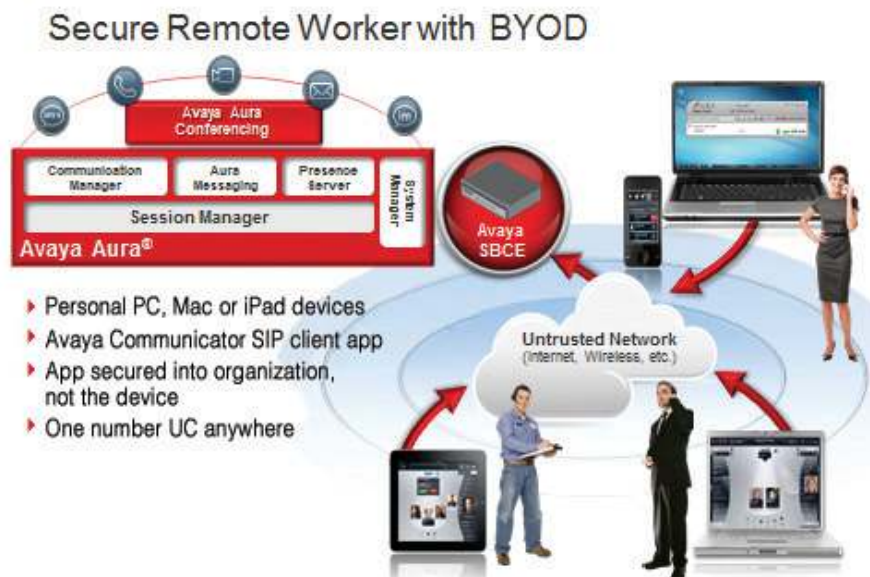 Secure Remote Worker with BYOD
Avaya Aura
Conferencing
Communication
Manager
Aura
Messaging
Presence
Server
System
Manager
Session Manager
Avaya Aura®
Avaya
SBCE
Personal PC, Mac or iPad devices
Avaya Communicator SIP client app
App secured into organization,
not the device
One number UC anywhere
Untrusted Network
(Internet, Wireless, etc.)